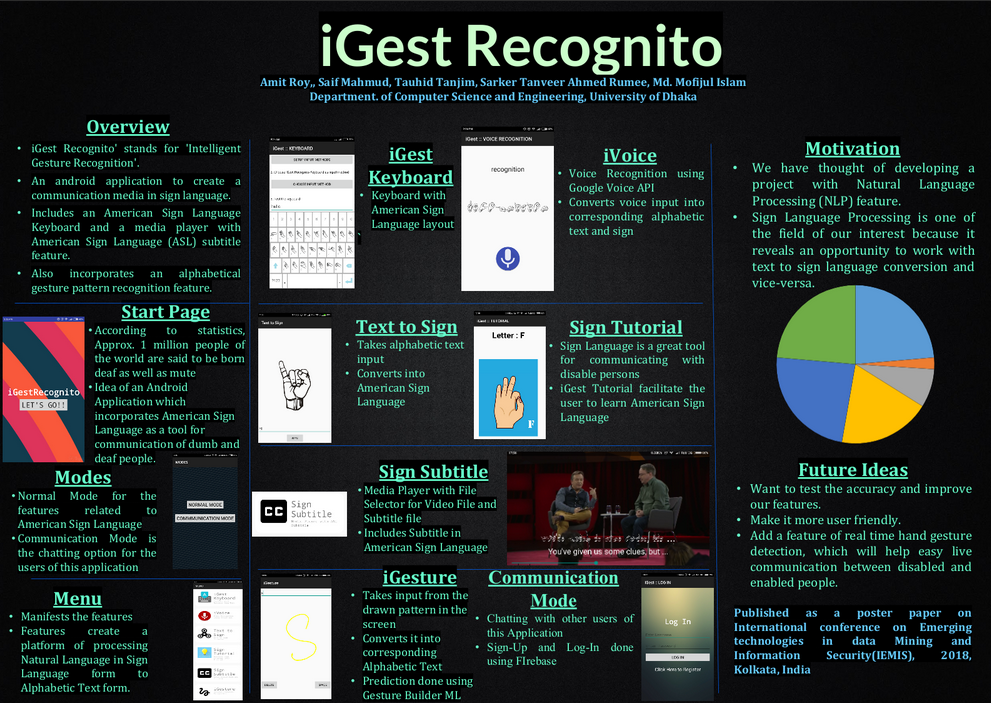 iGest Recognito
Amit Roy,, Saif Mahmud, Tauhid Tanjim, Sarker Tanveer Ahmed Rumee, Md. Mofijul Islam
Department. of Computer Science and Engineering, University of Dhaka
Overview
• iGest Recognito' stands for 'Intelligent
Gesture Recognition'.
• An android application to create a
communication media in sign language.
• Includes an American Sign Language
Keyboard and a media player with
American Sign Language (ASL) subtitle
feature.
• Also incorporates an alphabetical
gesture pattern recognition feature.
Start Page
iGestRecognito
LET'S GO!!
• According to statistics,
Approx. 1 million people of
the world are said to be born
deaf as well as mute
• Idea of an Android
Application which
incorporates American Sign
Language as a tool for
communication of dumb and
deaf people.
Modes
• Normal Mode for the
features related to
American Sign Language
• Communication Mode is
the chatting option for the
users of this application
MODES
NORMAL MODE
COMMUNICATION MODE
Menu
• Manifests the features
• Features create a
platform of processing
Natural Language in Sign
Language form to
Alphabetic Text form.
iGest :: KEYBOARD
iGest
Keyboard
• Keyboard with
American Sign
Language layout
iGest :: VOICE RECOGNITION
recognition
iVoice
• Voice Recognition using
Google Voice API
• Converts voice input into
corresponding alphabetic
text and sign
Text to Sign
Text to Sign
• Takes alphabetic text
input
• Converts into
American Sign
Language
iGest :: TUTORIAL
Letter : F
F
Sign Tutorial
• Sign Language is a great tool
for communicating with
disable persons
• iGest Tutorial facilitate the
user to learn American Sign
Language
CC
Sign
Subtitle
Sign Subtitle
• Media Player with File
Selector for Video File and
Subtitle file
• Includes Subtitle in
American Sign Language
You've given us some clues, but ...
iGesture
iGesture
• Takes input from the
drawn pattern in the
screen
• Converts it into
corresponding
Alphabetic Text
• Prediction done using
Gesture Builder ML
Communication
Mode
• Chatting with other users of
this Application
• Sign-Up and Log-In done
using FIrebase
iGest :: LOG IN
Log In
LOG IN
Click Here to Register
Motivation
• We have thought of developing a
project with Natural Language
Processing (NLP) feature.
• Sign Language Processing is one of
the field of our interest because it
reveals an opportunity to work with
text to sign language conversion and
vice-versa.
Future Ideas
• Want to test the accuracy and improve
our features.
• Make it more user friendly.
• Add a feature of real time hand gesture
detection, which will help easy live
communication between disabled and
enabled people.
Published as a poster paper on
International conference on Emerging
technologies in data Mining and
Information Security(IEMIS), 2018,
Kolkata, India